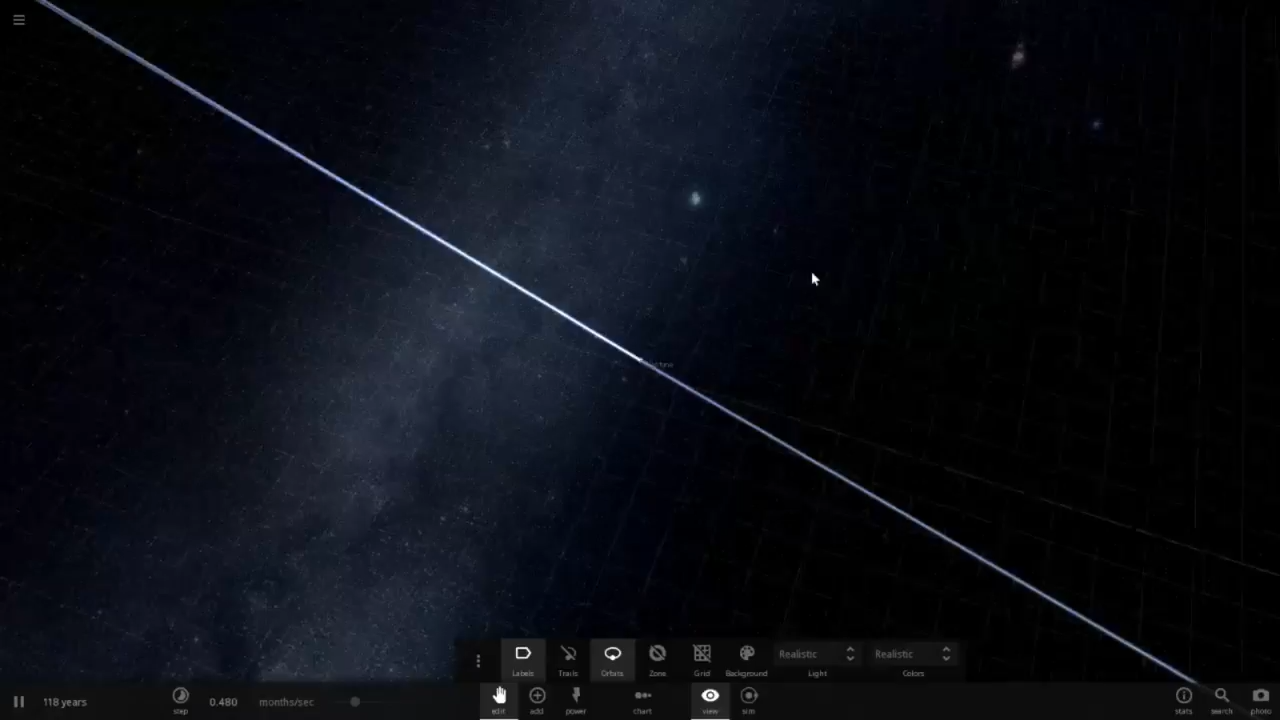 Realistic
Realistic
Labels
Trails
Orbits
Zone
Grid
Background
Light
Colors
118 years
step
0.480
months/sec
edit
add
power
chart
view
sim
stats
search
photo